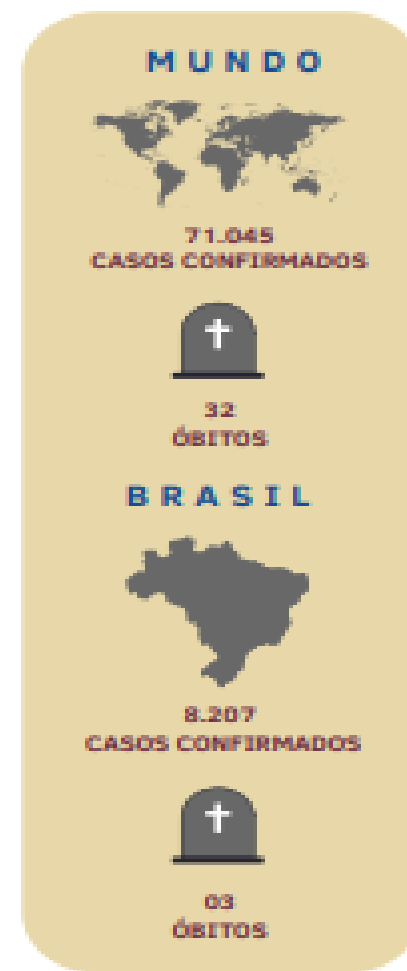 MUNDO
71.045
CASOS CONFIRMADOS
32
ÓBITOS
BRASIL
8.207
CASOS CONFIRMADOS
03
ÓBITOS